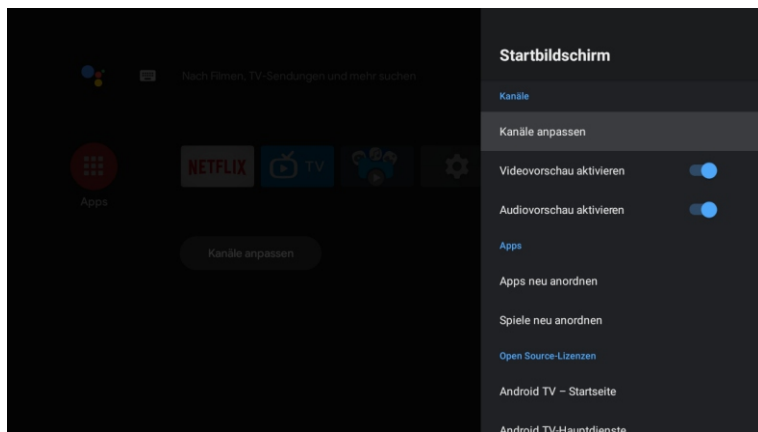 Startbildschirm
Nach Filmen, TV-Sendungen und mehr suchen
Kanäle
Kanäle anpassen
NETFLIX
TV
Videovorschau aktivieren
Apps
Audiovorschau aktivieren
Apps
Kanäle anpassen
Apps neu anordnen
Spiele neu anordnen
Open Source-Lizenzen
Android TV – Startseite
Android TV-Hauptdienste